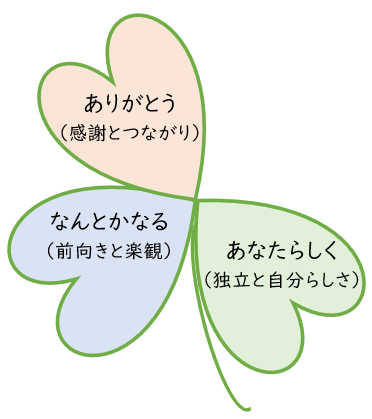 ありがとう
（感謝とつながり）
なんとかなる
（前向きと楽観）
あなたらしく
（独立と自分らしさ）